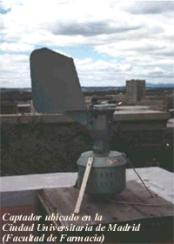 Captador ubicado en la
Ciudad Universitaria de Madrid
(Facultad de Farmacia)